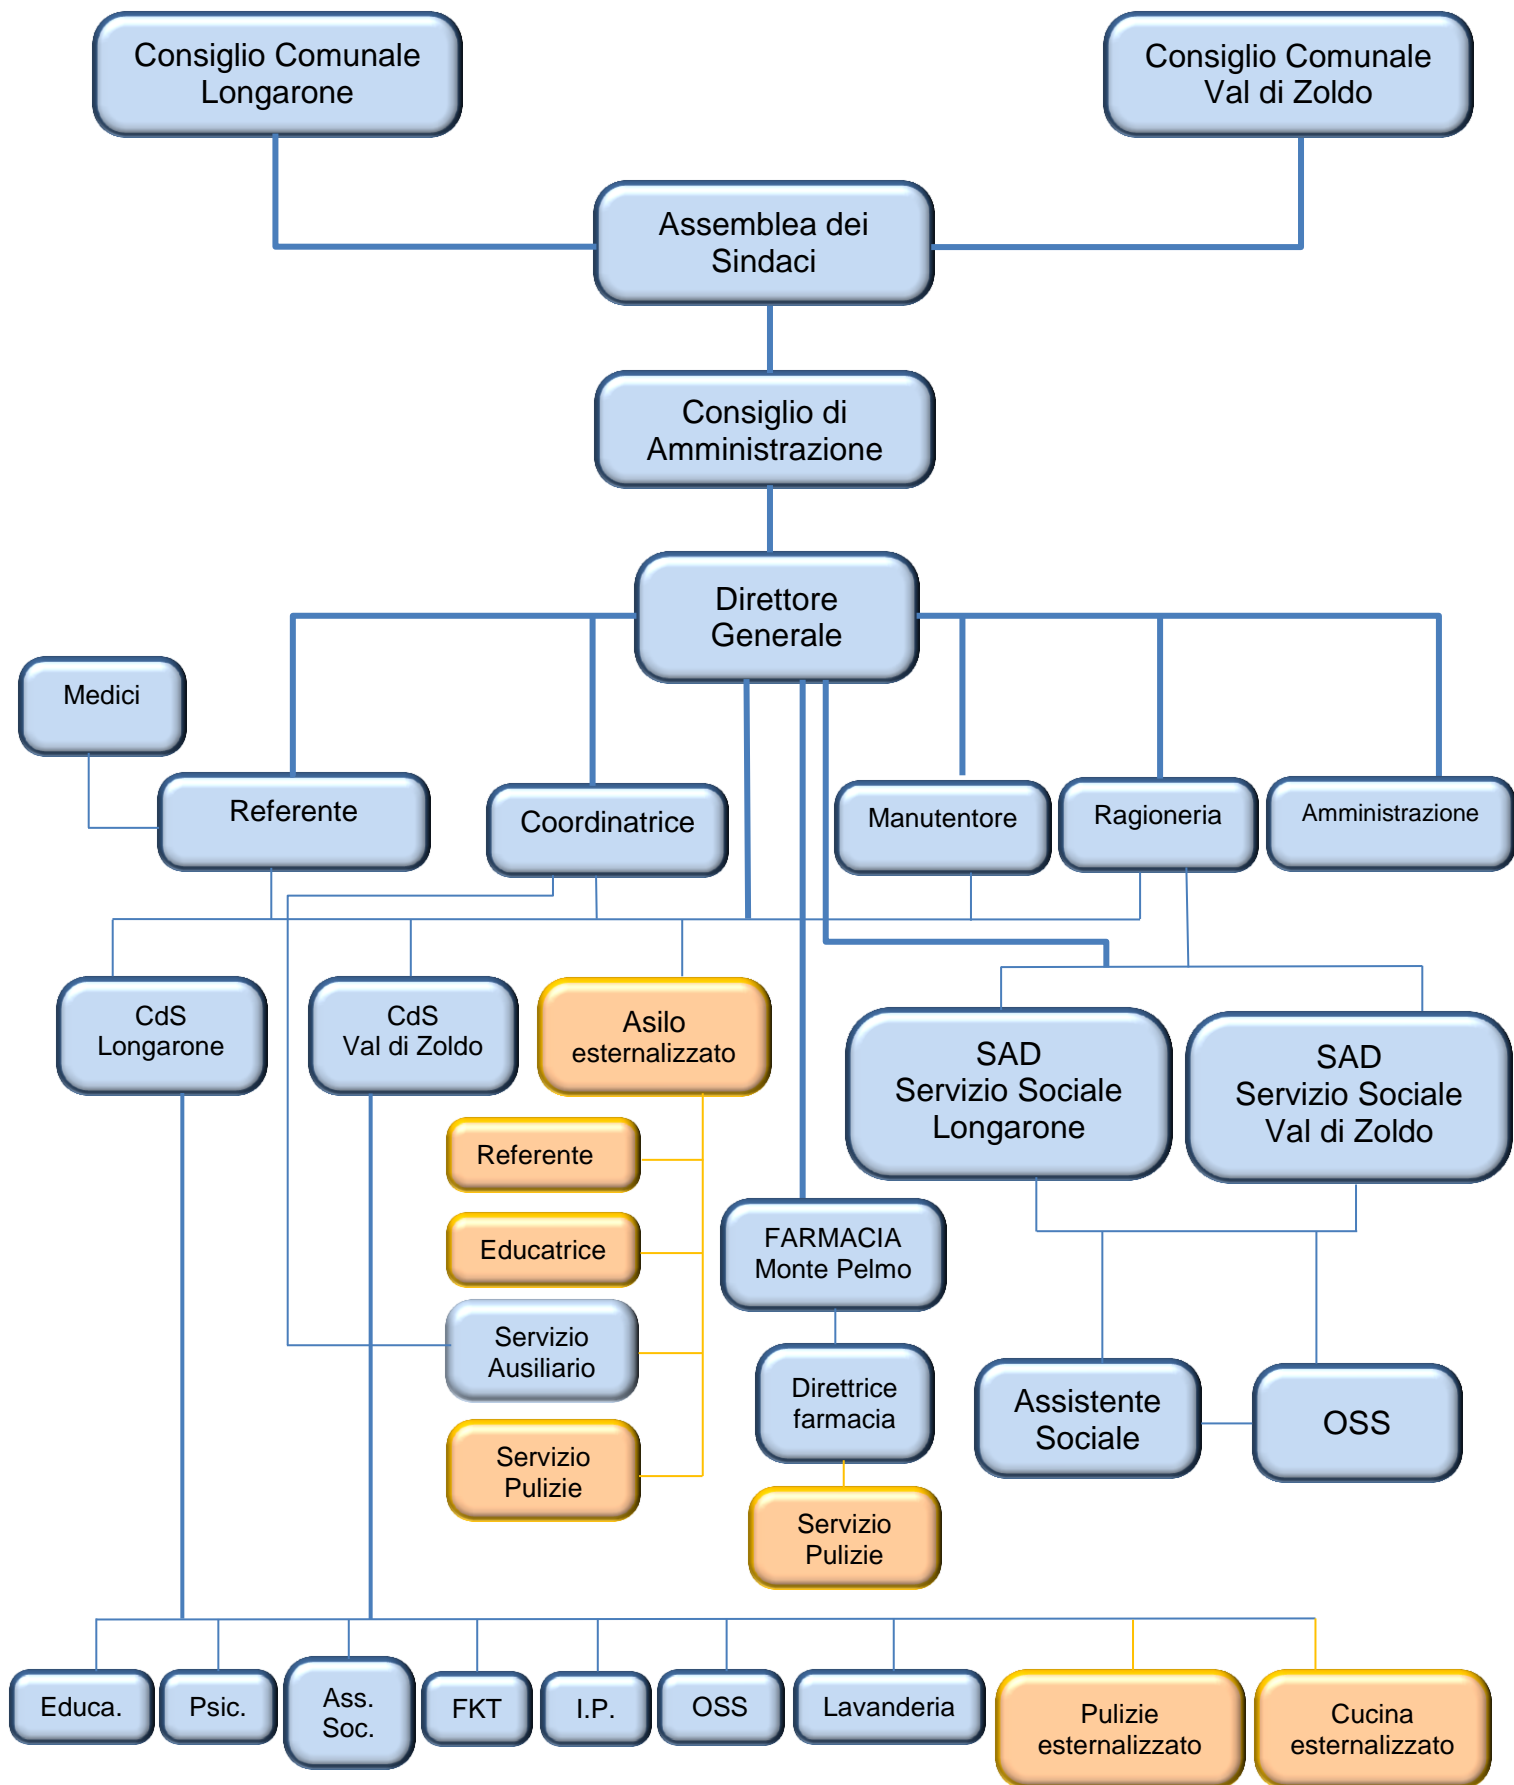 Consiglio Comunale
Longarone
Consiglio Comunale
Val di Zoldo
Assemblea dei
Sindaci
Consiglio di
Amministrazione
Direttore
Generale
Medici
Referente
Coordinatrice
Manutentore
Ragioneria
Amministrazione
CdS
Longarone
CdS
Val di Zoldo
Asilo
esternalizzato
SAD
Servizio Sociale
Longarone
SAD
Servizio Sociale
Val di Zoldo
Referente
Educatrice
Servizio
Ausiliario
Servizio
Pulizie
FARMACIA
Monte Pelmo
Direttrice
farmacia
Servizio
Pulizie
Assistente
Sociale
OSS
Educa.
Psic.
Ass.
Soc.
FKT
I.P.
OSS
Lavanderia
Pulizie
esternalizzato
Cucina
esternalizzato